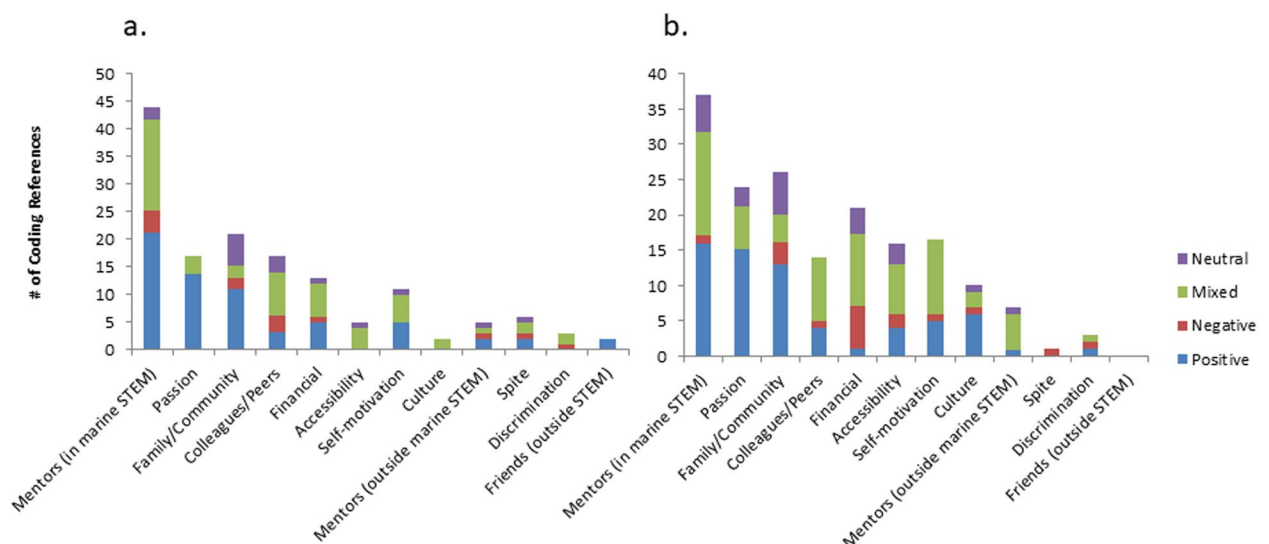 a.
# of Coding References
50
45
40
35
30
25
20
15
10
5
0
Mentors (in marine STEM)
Passion
Family/Community
Colleagues/Peers
Financial
Accessibility
Self-motivation
Culture
Mentors (outside marine STEM)
Spite
Discrimination
Friends (outside STEM)
b.
40
35
30
25
20
15
10
5
0
Mentors (in marine STEM)
Passion
Family/Community
Colleagues/Peers
Financial
Accessibility
Self-motivation
Culture
Mentors (outside marine STEM)
Spite
Discrimination
Friends (outside STEM)
Neutral
Mixed
Negative
Positive